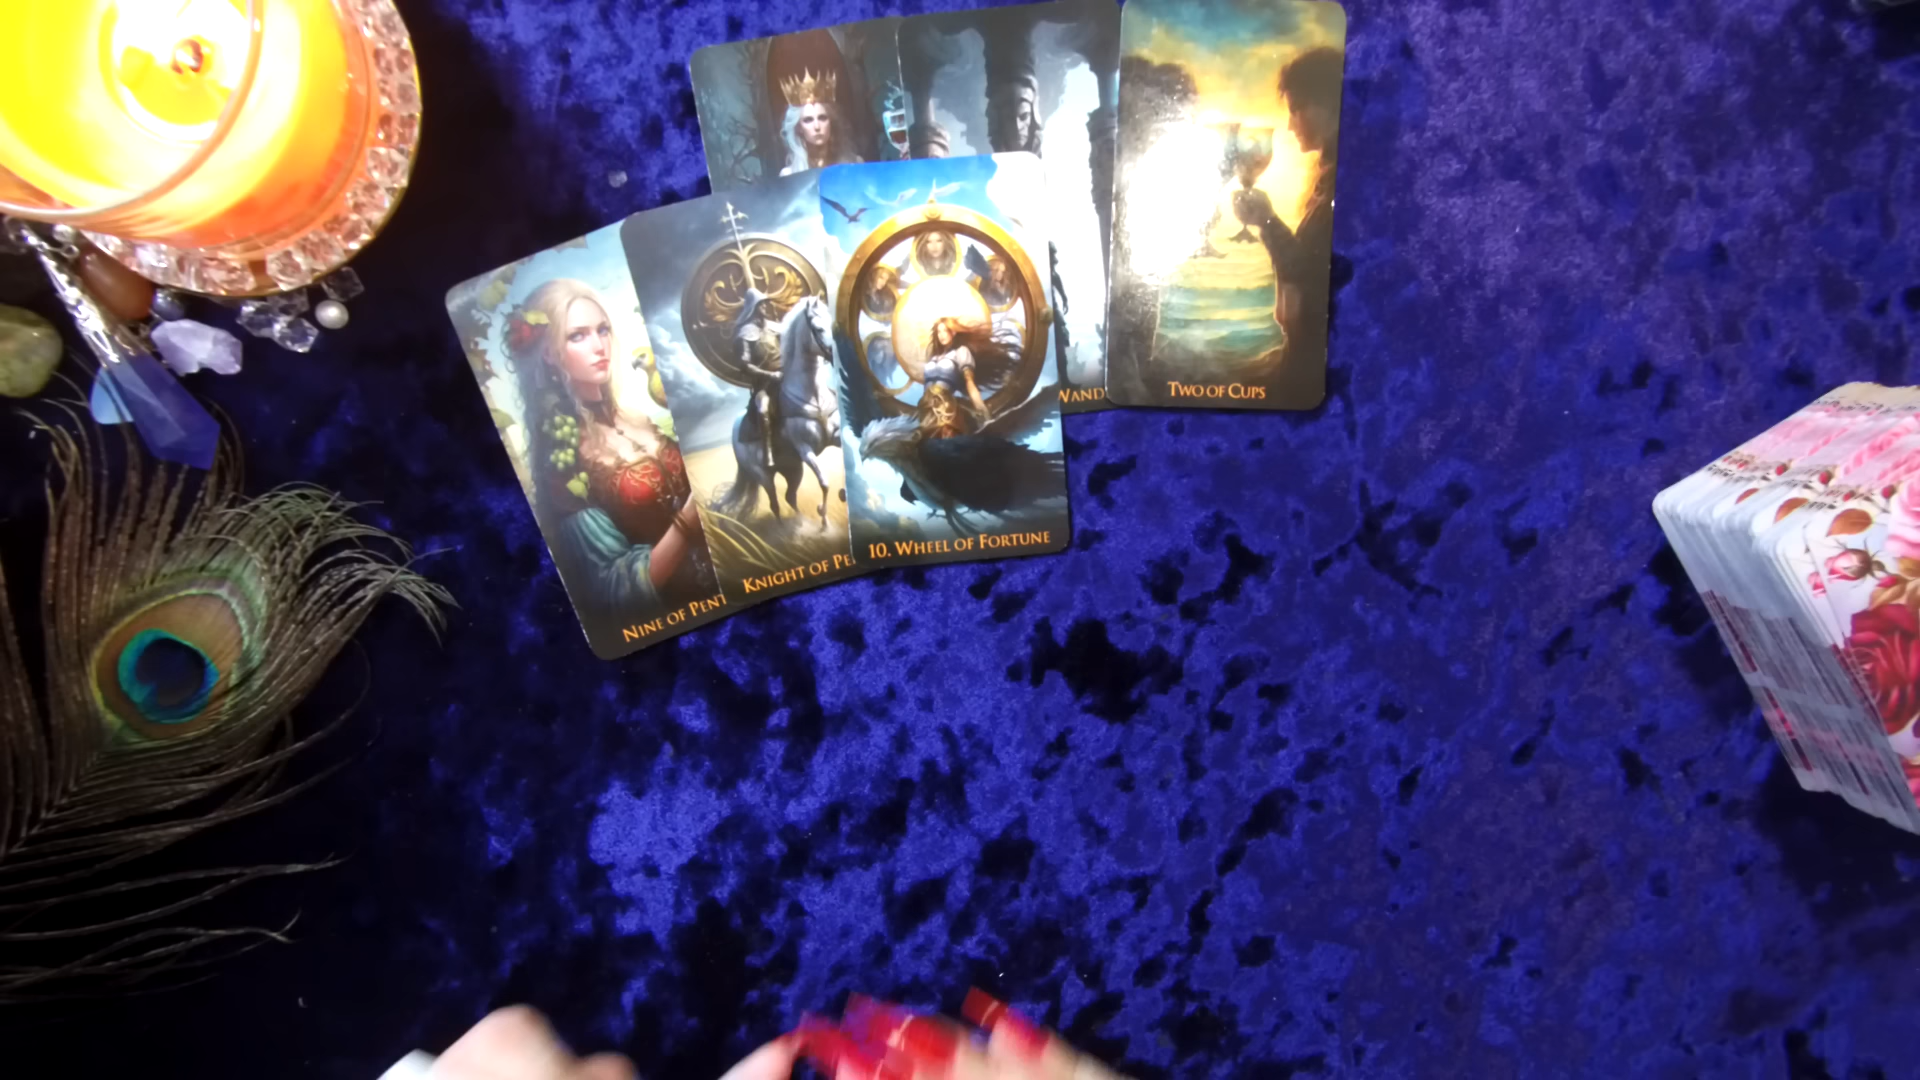 WAND
TWO OF CUPS
10. WHEEL OF FORTUNE
KNIGHT OF PE
NINE OF PENT